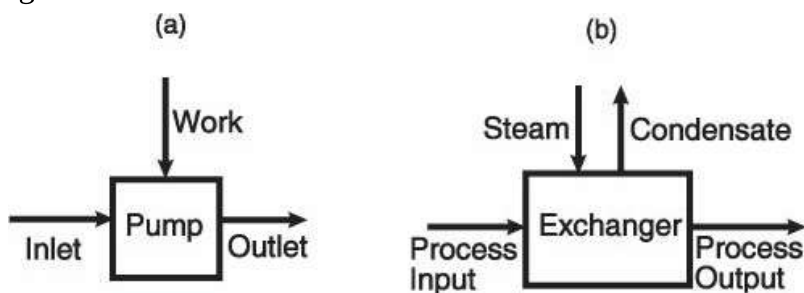 (a)
Work
Pump
Inlet
Outlet
(b)
Steam
Condensate
Exchanger
Process
Input
Process
Output